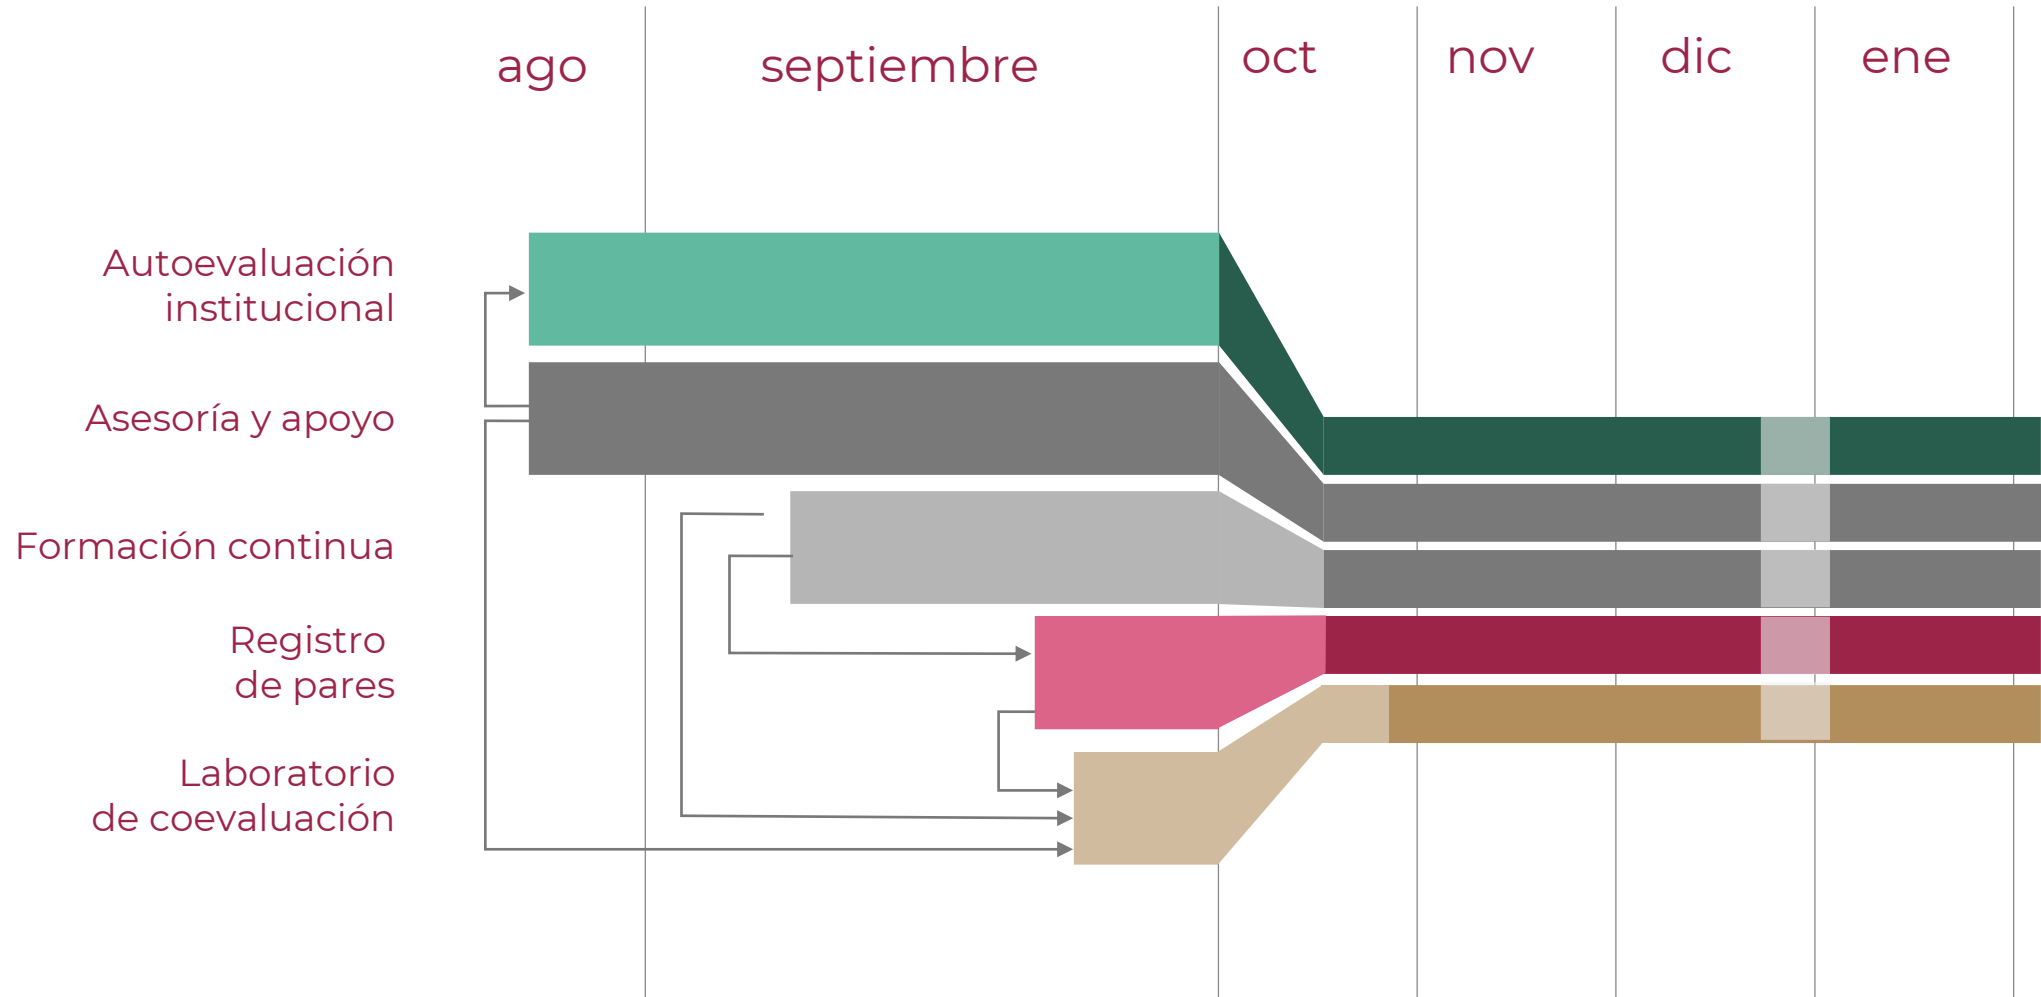 ago septiembre oct nov dic ene
Autoevaluación
institucional
Asesoría y apoyo
Formación continua
Registro
de pares
Laboratorio
de coevaluación